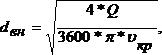 d_вн = √(4*Q / (3600*π*υ_кр)),